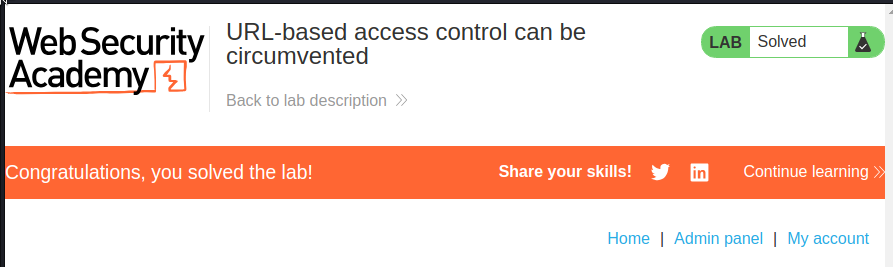 Web Security
Academy
URL-based access control can be
circumvented
Back to lab description
LAB Solved
Congratulations, you solved the lab!
Share your skills!
Continue learning
Home | Admin panel | My account